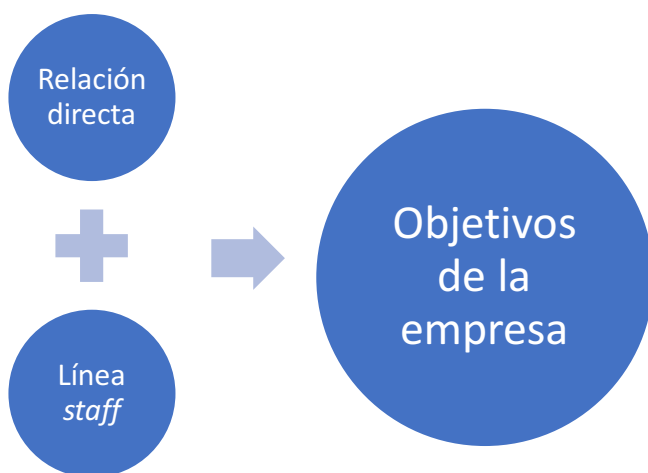 Relación
directa
Línea
staff
Objetivos
de la
empresa